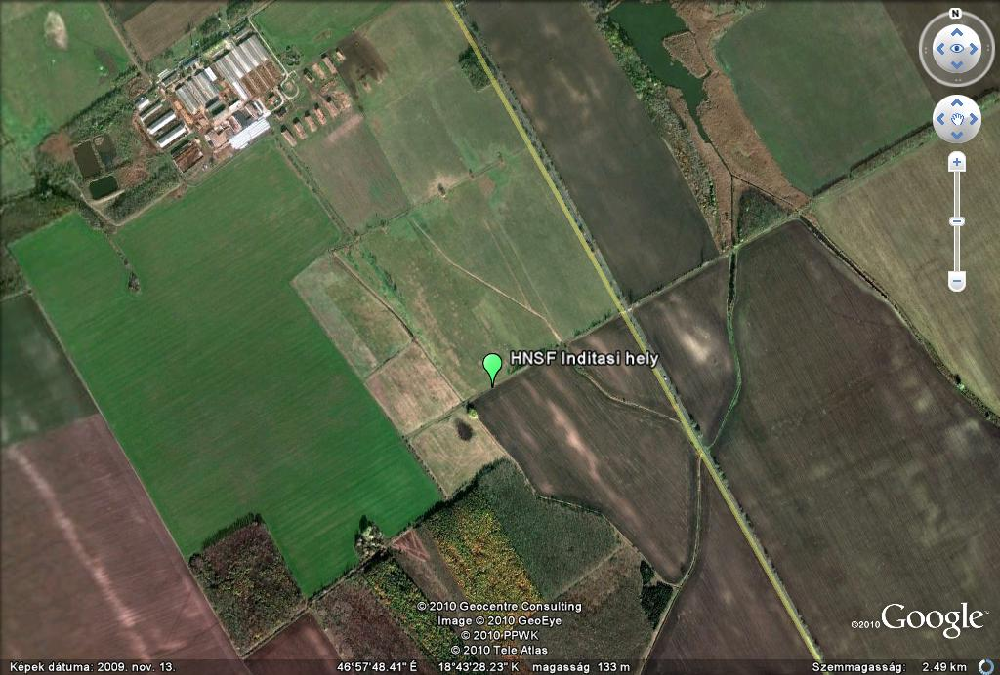 N
HNSF Inditasi hely
© 2010 Geocentre Consulting
Image © 2010 GeoEye
© 2010 PPWK
© 2010 Tele Atlas
©2010 Google™
Képek dátuma: 2009. nov. 13. 46°57'48.41" É 18°43'28.23" K magasság 133 m Szemmagasság: 2.49 km